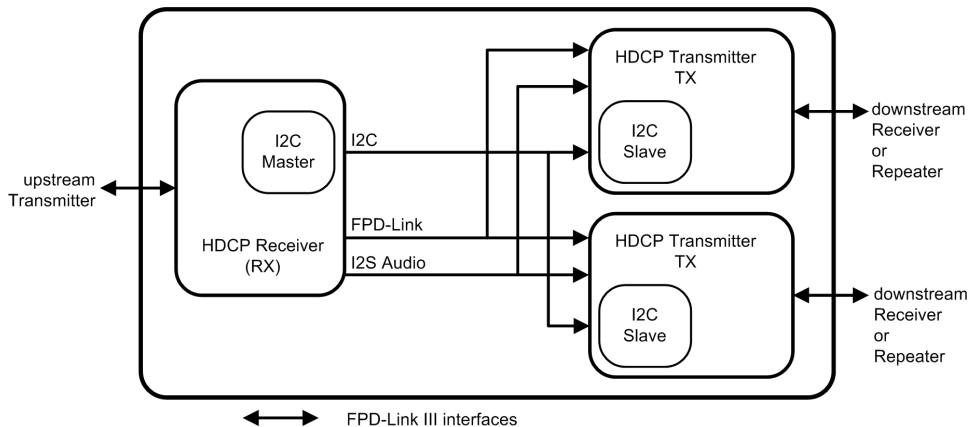 upstream
Transmitter
I2C
Master
HDCP Receiver
(RX)
I2C
FPD-Link
I2S Audio
HDCP Transmitter
TX
I2C
Slave
downstream
Receiver
or
Repeater
HDCP Transmitter
TX
I2C
Slave
downstream
Receiver
or
Repeater
FPD-Link III interfaces